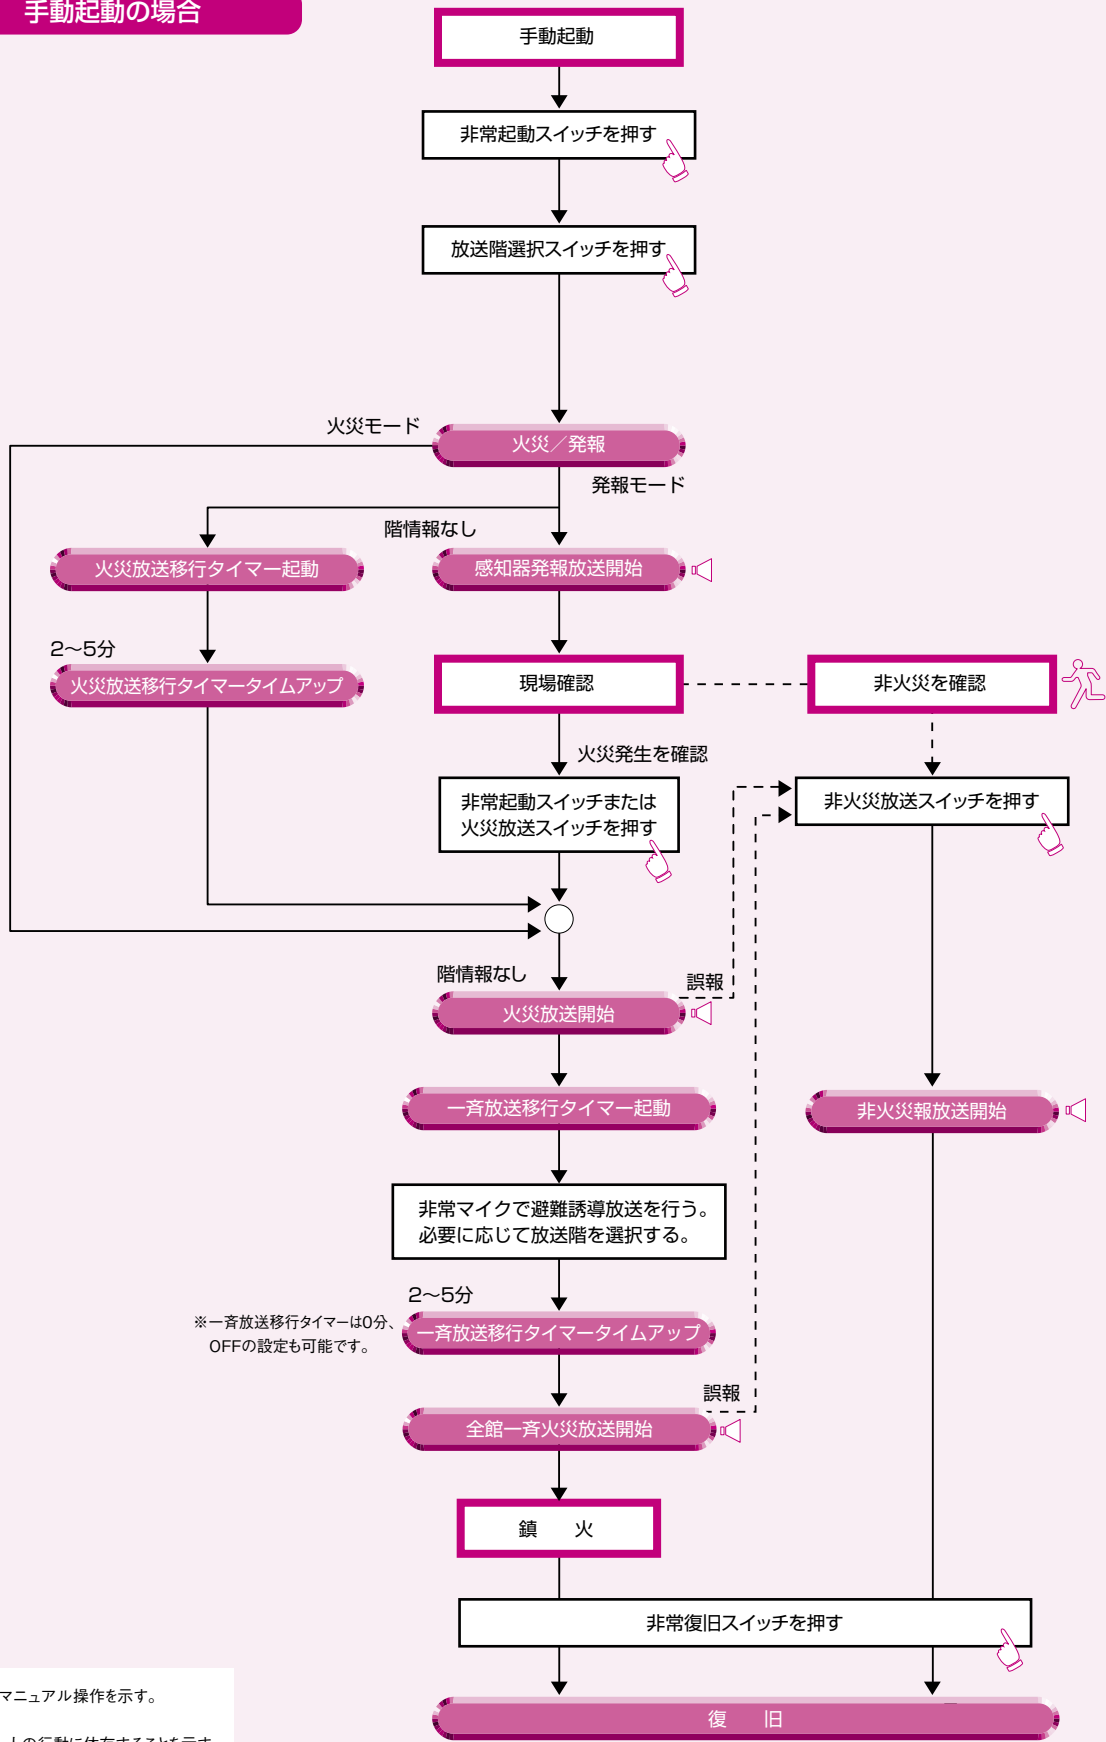 手動起動の場合
手動起動
非常起動スイッチを押す
放送階選択スイッチを押す
火災モード
火災／発報
発報モード
階情報なし
火災放送移行タイマー起動
感知器発報放送開始
2〜5分
火災放送移行タイマータイムアップ
現場確認
非火災を確認
火災発生を確認
非常起動スイッチまたは
火災放送スイッチを押す
非火災放送スイッチを押す
階情報なし
誤報
火災放送開始
一斉放送移行タイマー起動
非火災報放送開始
非常マイクで避難誘導放送を行う。
必要に応じて放送階を選択する。
2〜5分
※一斉放送移行タイマーは0分、
OFFの設定も可能です。
一斉放送移行タイマータイムアップ
誤報
全館一斉火災放送開始
鎮　火
非常復旧スイッチを押す
復　旧
マニュアル操作を示す。